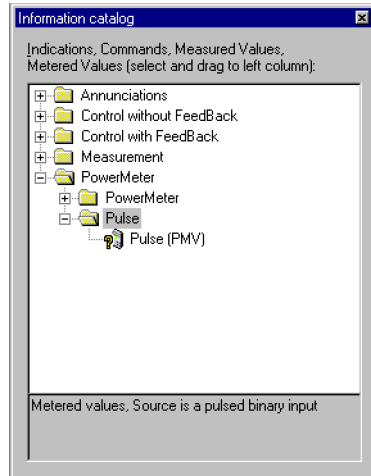 Information catalog
Indications, Commands, Measured Values,
Metered Values (select and drag to left column):
Annunciations
Control without FeedBack
Control with FeedBack
Measurement
PowerMeter
PowerMeter
Pulse
Pulse (PMV)
Metered values, Source is a pulsed binary input